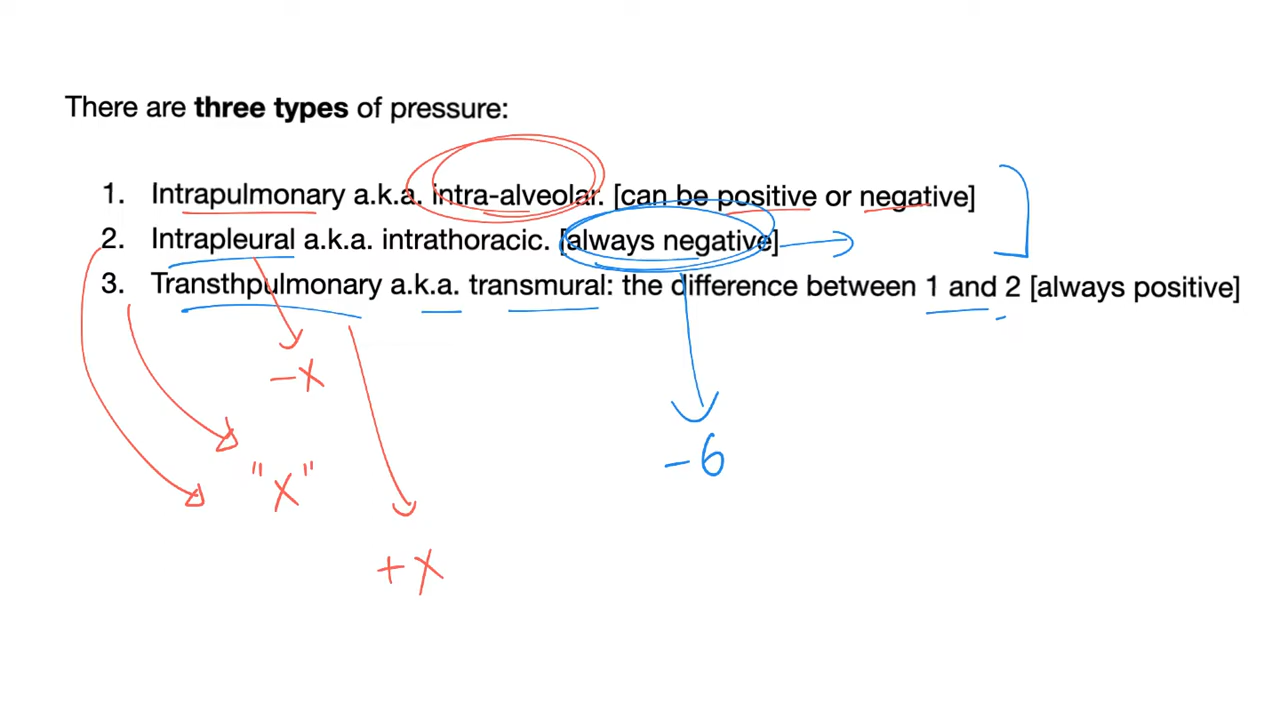 There are three types of pressure:
1. Intrapulmonary a.k.a. intra-alveolar. [can be positive or negative]
2. Intrapleural a.k.a. intrathoracic. [always negative]
3. Transthpulmonary a.k.a. transmural: the difference between 1 and 2 [always positive]
-X
-6
"X"
+X